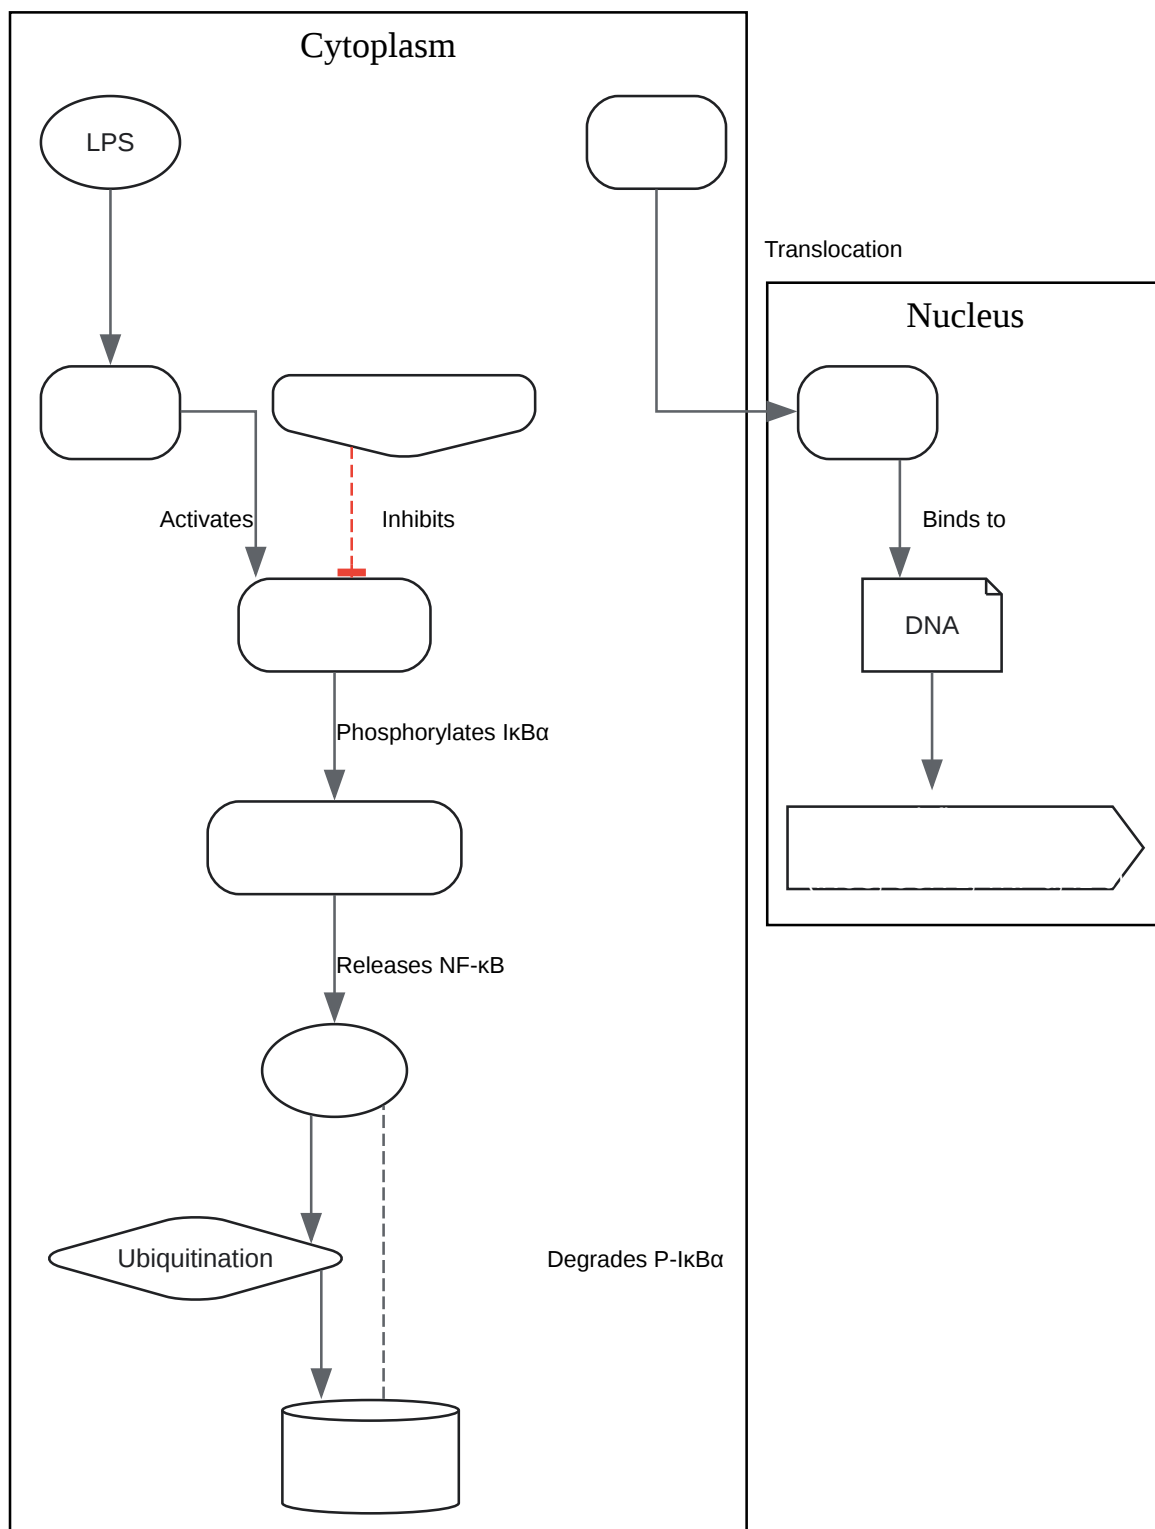 Cytoplasm
LPS
Translocation
Nucleus
Activates
Inhibits
Binds to
DNA
Phosphorylates IκBα
Releases NF-κB
Ubiquitination
Degrades P-IκBα